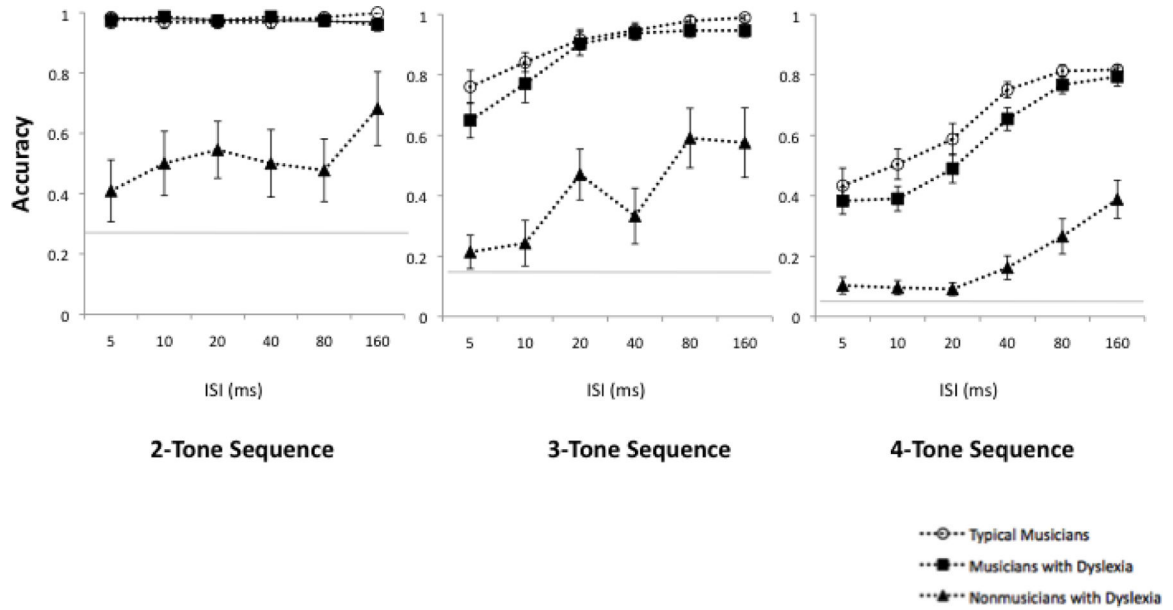 Accuracy
1
0.8
0.6
0.4
0.2
0
5 10 20 40 80 160
ISI (ms)
2-Tone Sequence
1
0.8
0.6
0.4
0.2
0
5 10 20 40 80 160
ISI (ms)
3-Tone Sequence
1
0.8
0.6
0.4
0.2
0
5 10 20 40 80 160
ISI (ms)
4-Tone Sequence
Typical Musicians
Musicians with Dyslexia
Nonmusicians with Dyslexia